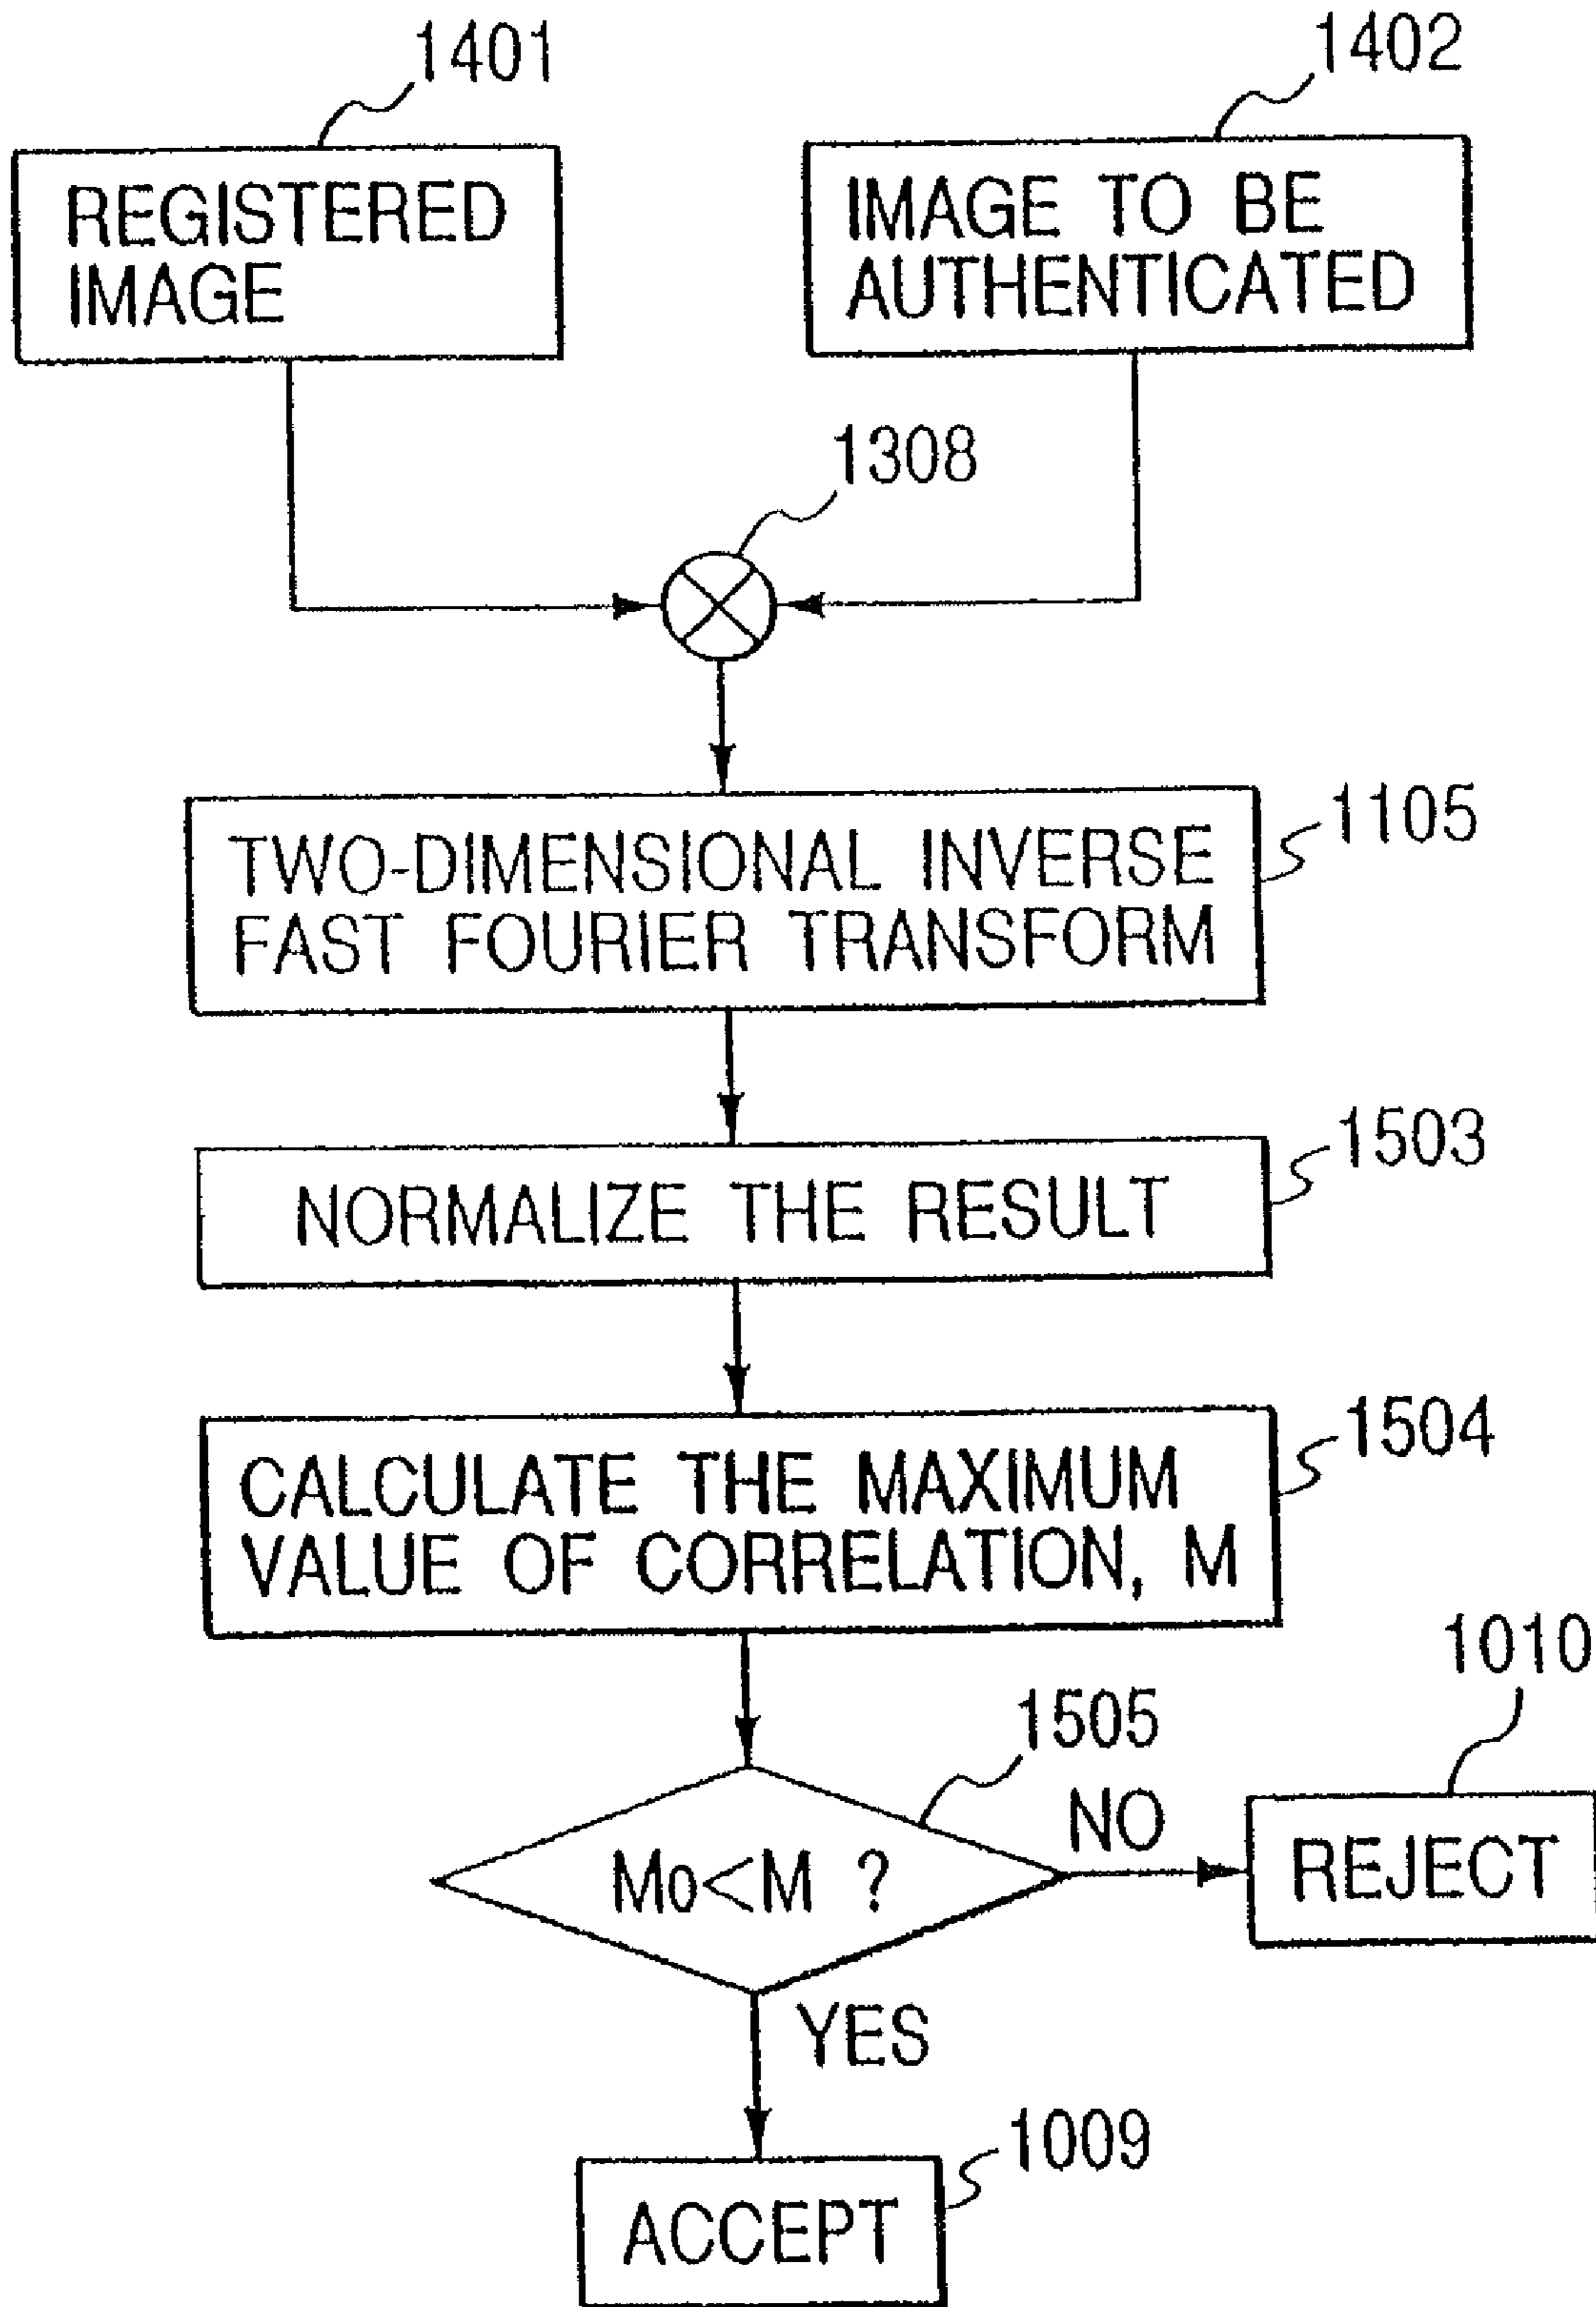 1401
1402
REGISTERED
IMAGE
IMAGE TO BE
AUTHENTICATED
1308
1105
TWO-DIMENSIONAL INVERSE
FAST FOURIER TRANSFORM
1503
NORMALIZE THE RESULT
1504
CALCULATE THE MAXIMUM
VALUE OF CORRELATION, M
1010
1505
NO
Mo<M ?
REJECT
YES
1009
ACCEPT